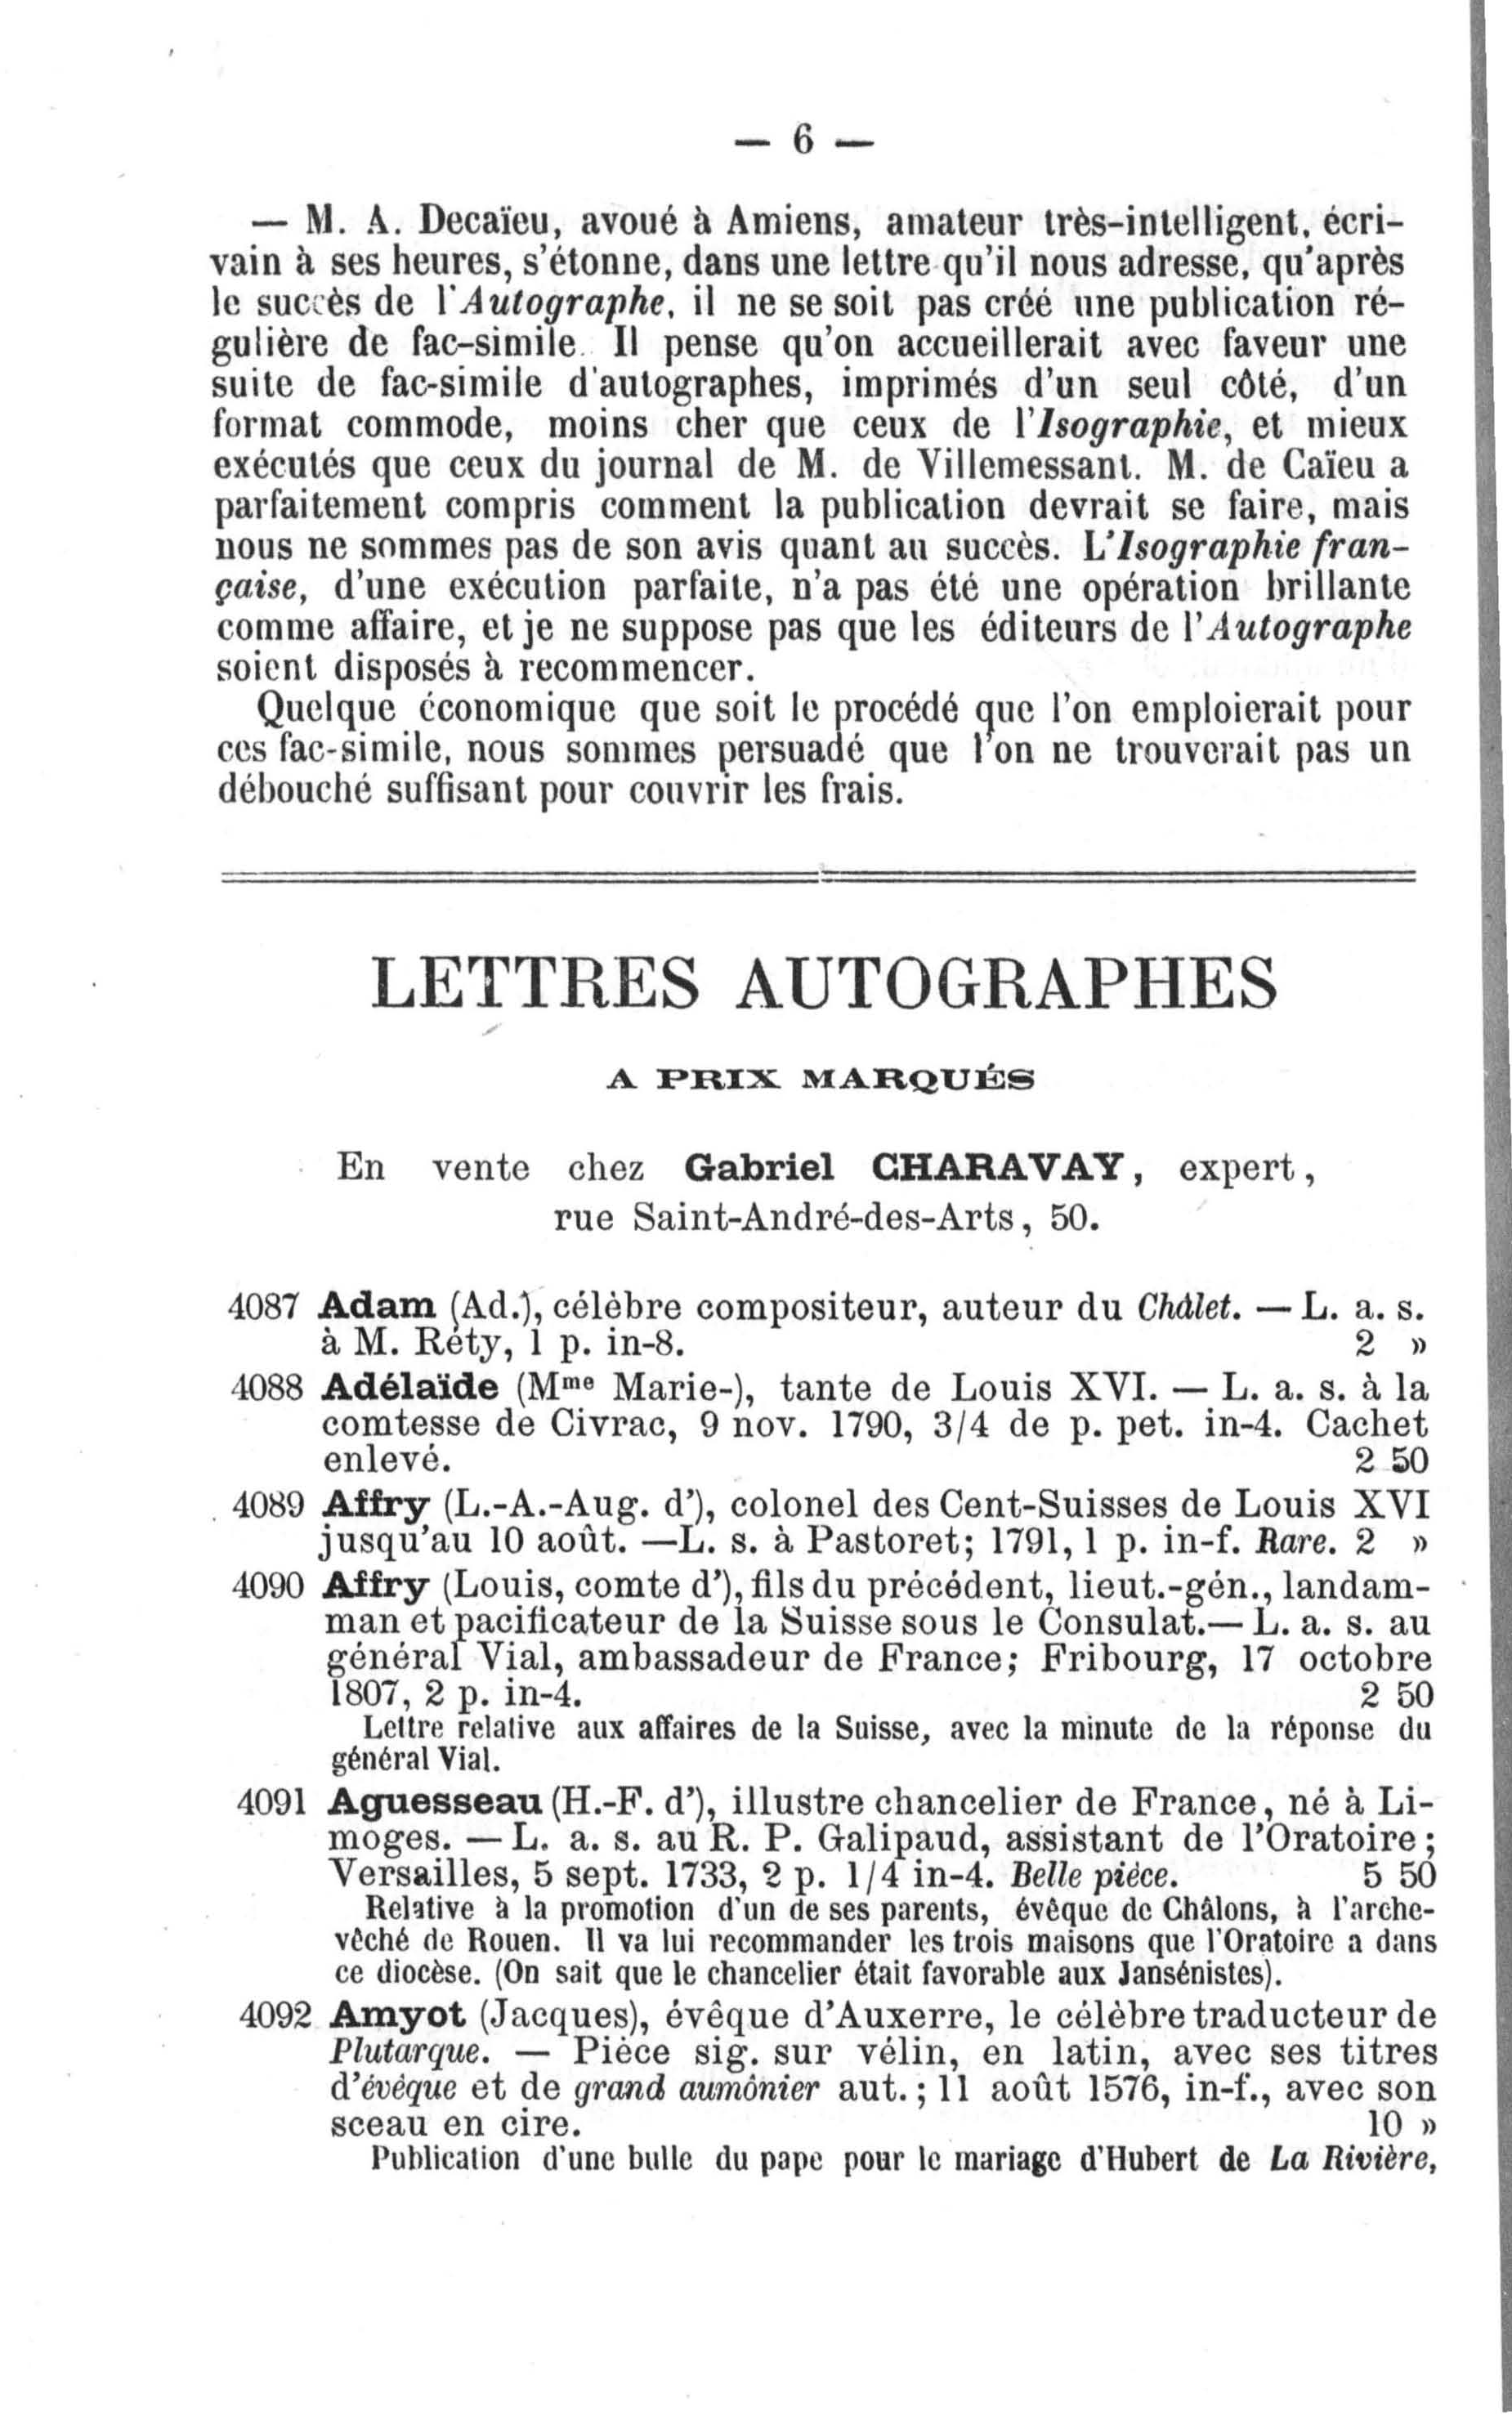 — 6 —
— M. A. Decaïeu, avoué à Amiens, amateur très-intelligent, écri-
vain à ses heures, s'étonne, dans une lettre qu'il nous adresse, qu'après
le succès de l'Autographe, il ne se soit pas créé une publication ré-
gulière de fac-simile. Il pense qu'on accueillerait avec faveur une
suite de fac-simile d'autographes, imprimés d'un seul côté, d'un
format commode, moins cher que ceux de l'Isographie, et mieux
exécutés que ceux du journal de M. de Villemessant. M. de Caïeu a
parfaitement compris comment la publication devrait se faire, mais
nous ne sommes pas de son avis quant au succès. L'Isographie fran-
çaise, d'une exécution parfaite, n'a pas été une opération brillante
comme affaire, et je ne suppose pas que les éditeurs de l'Autographe
soient disposés à recommencer.
Quelque économique que soit le procédé que l'on emploierait pour
ces fac-simile, nous sommes persuadé que l'on ne trouverait pas un
débouché suffisant pour couvrir les frais.
LETTRES AUTOGRAPHES
A PRIX MARQUÉS
En vente chez Gabriel CHARAVAY, expert,
rue Saint-André-des-Arts, 50.
4087 Adam (Ad.), célèbre compositeur, auteur du Châlet. — L. a. s.
à M. Réty, 1 p. in-8. 2 »
4088 Adélaïde (Mme Marie-), tante de Louis XVI. — L. a. s. à la
comtesse de Civrac, 9 nov. 1790, 3/4 de p. pet. in-4. Cachet
enlevé. 2 50
4089 Affry (L.-A.-Aug. d'), colonel des Cent-Suisses de Louis XVI
jusqu'au 10 août. —L. s. à Pastoret; 1791, 1 p. in-f. Rare. 2 »
4090 Affry (Louis, comte d'), fils du précédent, lieut.-gén., landam-
man et pacificateur de la Suisse sous le Consulat.— L. a. s. au
général Vial, ambassadeur de France; Fribourg, 17 octobre
1807, 2 p. in-4. 2 50
Lettre relative aux affaires de la Suisse, avec la minute de la réponse du
général Vial.
4091 Aguesseau (H.-F. d'), illustre chancelier de France, né à Li-
moges. — L. a. s. au R. P. Galipaud, assistant de l'Oratoire;
Versailles, 5 sept. 1733, 2 p. 1/4 in-4. Belle pièce. 5 50
Relative à la promotion d'un de ses parents, évêque de Châlons, à l'arche-
vêché de Rouen. Il va lui recommander les trois maisons que l'Oratoire a dans
ce diocèse. (On sait que le chancelier était favorable aux Jansénistes).
4092 Amyot (Jacques), évêque d'Auxerre, le célèbre traducteur de
Plutarque. — Pièce sig. sur vélin, en latin, avec ses titres
d'évêque et de grand aumônier aut.; 11 août 1576, in-f., avec son
sceau en cire. 10 »
Publication d'une bulle du pape pour le mariage d'Hubert de La Rivière,